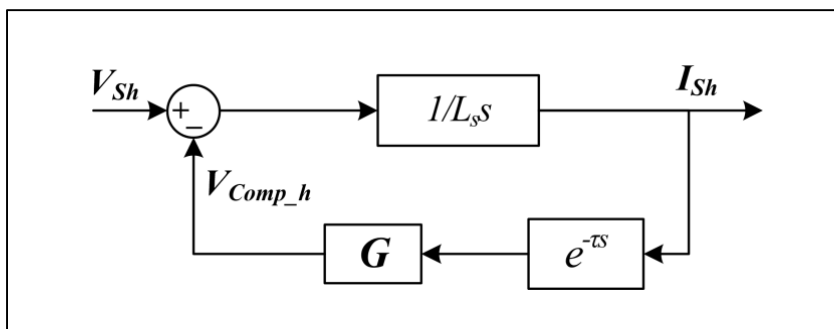 V_Sh
+
−
1/L_s s
I_Sh
V_Comp_h
G
e^-τs